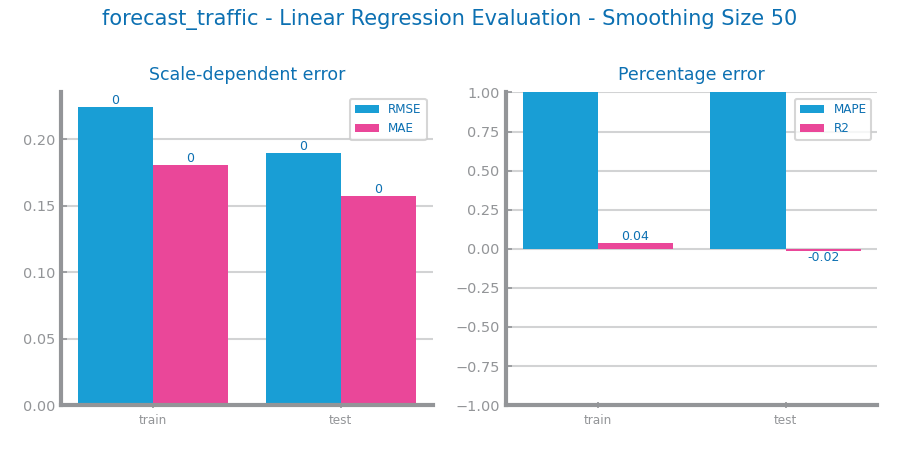 forecast_traffic - Linear Regression Evaluation - Smoothing Size 50
Scale-dependent error
RMSE
MAE
0
0
0
0
0.20
0.15
0.10
0.05
0.00
train
test
Percentage error
MAPE
R2
0.04
-0.02
1.00
0.75
0.50
0.25
0.00
−0.25
−0.50
−0.75
−1.00
train
test